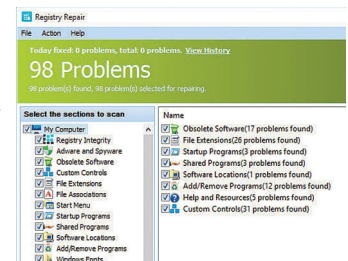 Registry Repair
File Action Help
Today fixed: 0 problems, total: 0 problems. View History
98 Problems
98 problem(s) found, 98 problem(s) selected for repairing.
Select the sections to scan
My Computer
Registry Integrity
Adware and Spyware
Obsolete Software
Custom Controls
File Extensions
File Associations
Start Menu
Startup Programs
Shared Programs
Software Locations
Add/Remove Programs
Windows Fonts
Name
Obsolete Software(17 problems found)
File Extensions(26 problems found)
Startup Programs(3 problems found)
Shared Programs(3 problems found)
Software Locations(1 problems found)
Add/Remove Programs(12 problems found)
Help and Resources(5 problems found)
Custom Controls(31 problems found)